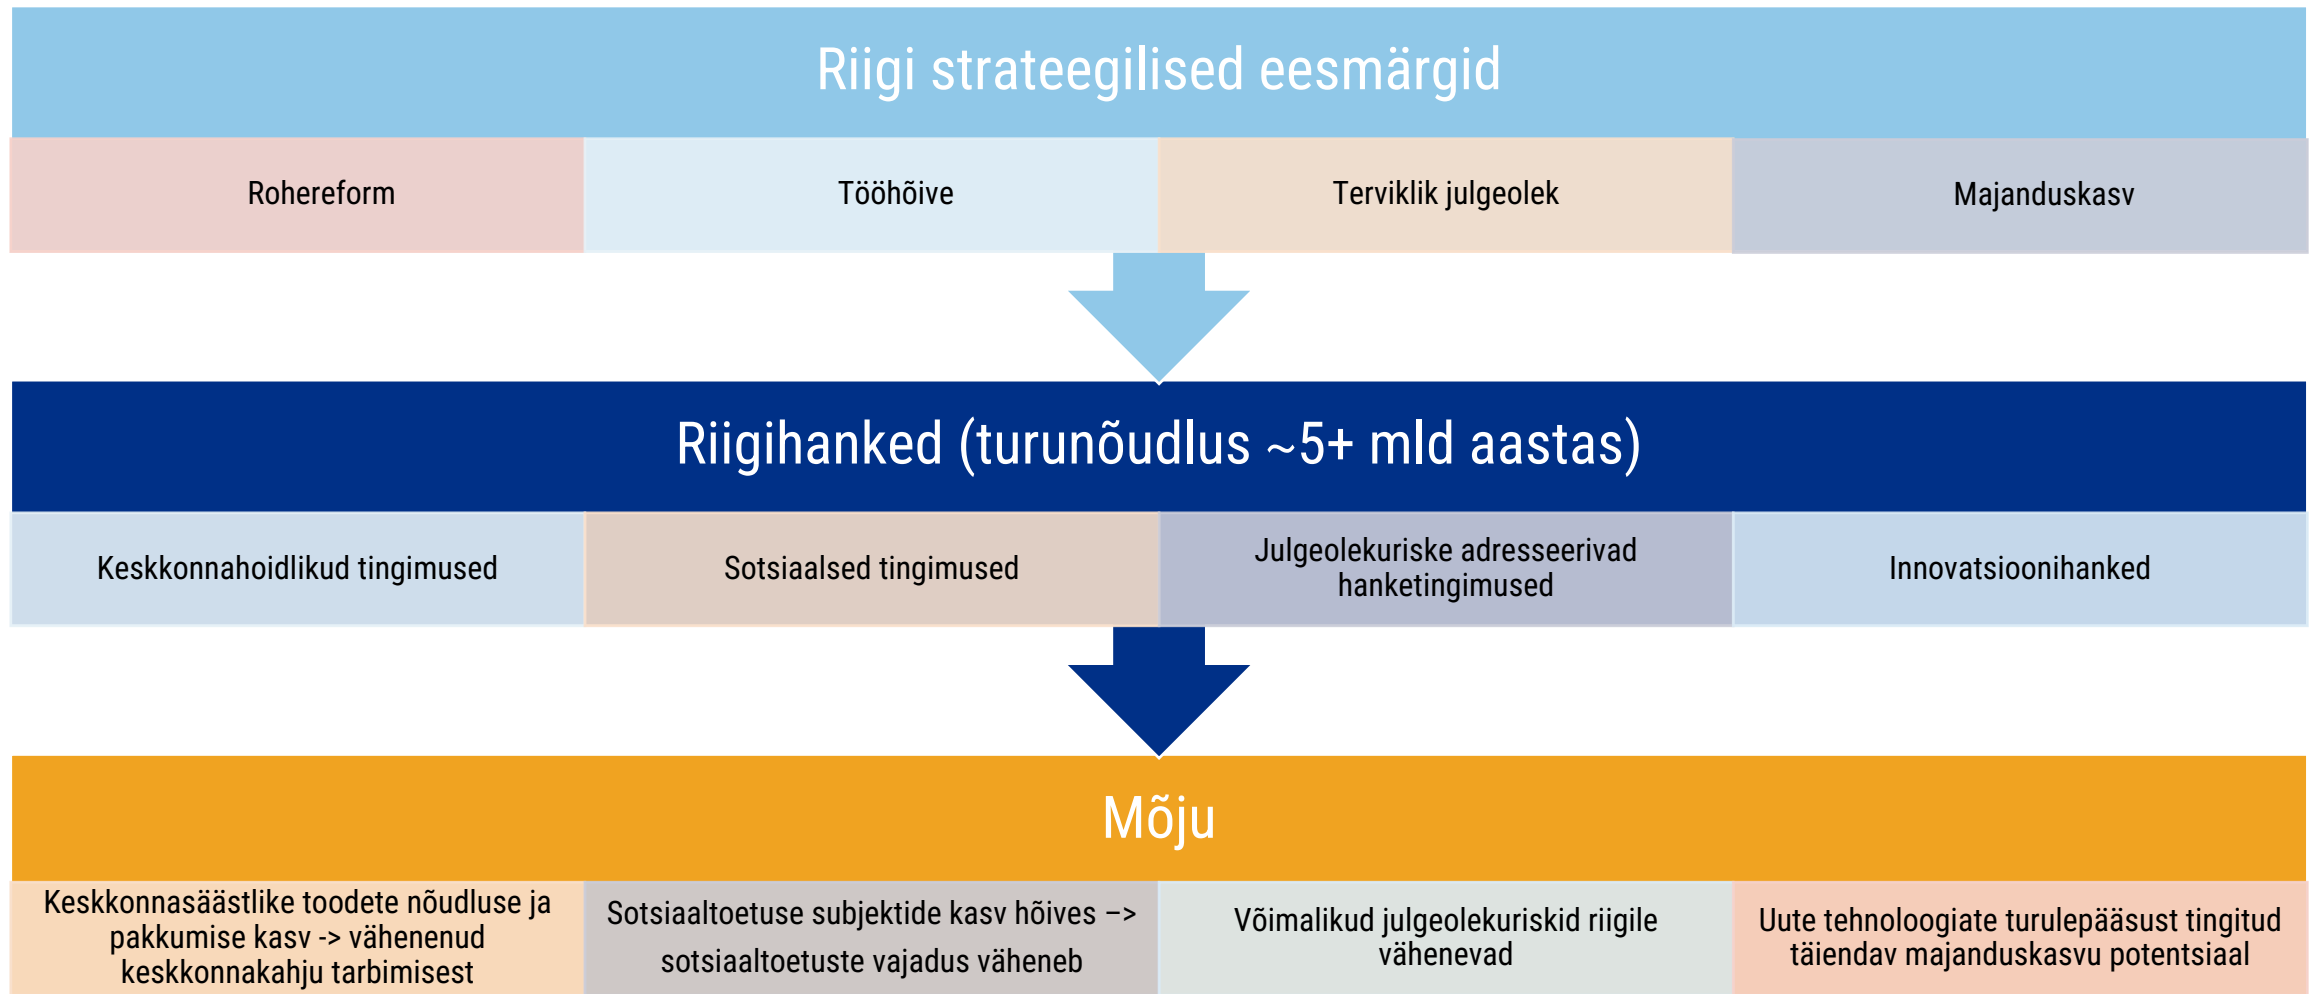 Riigi strateegilised eesmärgid
Rohereform
Tööhõive
Terviklik julgeolek
Majanduskasv
Riigihanked (turunõudlus ~5+ mld aastas)
Keskkonnahoidlikud tingimused
Sotsiaalsed tingimused
Julgeolekuriske adresseerivad
hanketingimused
Innovatsioonihanked
Mõju
Keskkonnasäästlike toodete nõudluse ja
pakkumise kasv -> vähenenud
keskkonnakahju tarbimisest
Sotsiaaltoetuse subjektide kasv hõives –>
sotsiaaltoetuste vajadus väheneb
Võimalikud julgeolekuriskid riigile
vähenevad
Uute tehnoloogiate turulepääsust tingitud
täiendav majanduskasvu potentsiaal